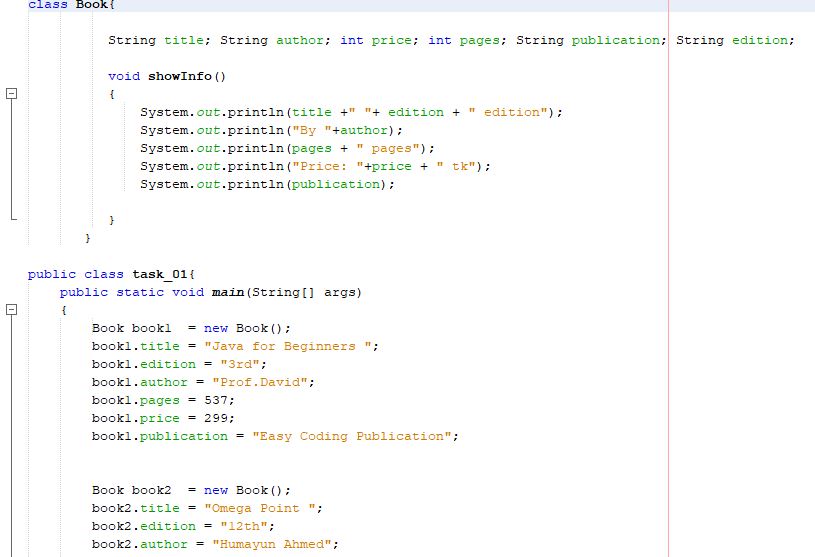 class Book{
String title; String author; int price; int pages; String publication; String edition;
void showInfo()
{
System.out.println(title +" "+ edition + " edition");
System.out.println("By "+author);
System.out.println(pages + " pages");
System.out.println("Price: "+price + " tk");
System.out.println(publication);
}
}
public class task_01{
public static void main(String[] args)
{
Book book1  = new Book();
book1.title = "Java for Beginners ";
book1.edition = "3rd";
book1.author = "Prof.David";
book1.pages = 537;
book1.price = 299;
book1.publication = "Easy Coding Publication";
Book book2  = new Book();
book2.title = "Omega Point ";
book2.edition = "12th";
book2.author = "Humayun Ahmed";